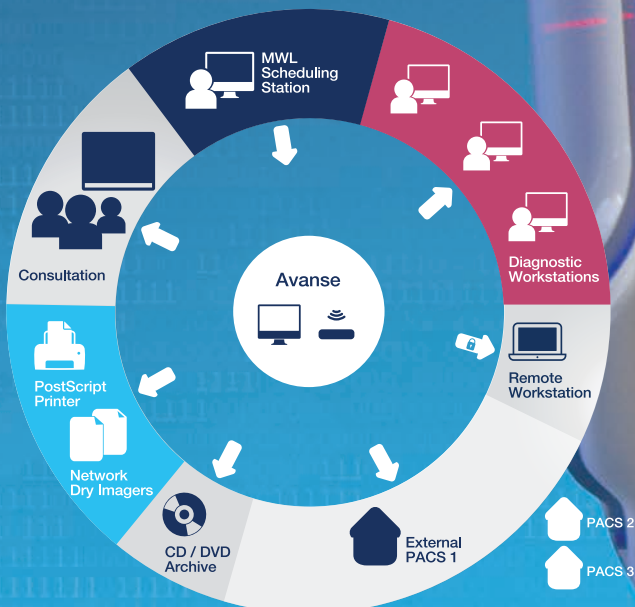 MWL
Scheduling
Station
Diagnostic
Workstations
Remote
Workstation
PACS 2
PACS 3
External
PACS 1
CD / DVD
Archive
Network
Dry Imagers
PostScript
Printer
Consultation
Avanse